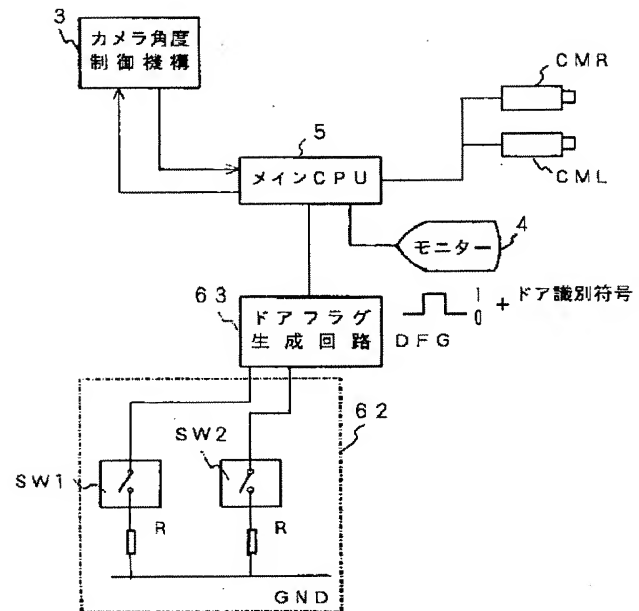 3
カメラ角度
制御機構
CMR
5
CML
メインCPU
4
モニター
63
1
0
+ ドア識別符号
ドアフラグ
生成回路
DFG
62
SW2
SW1
R
R
GND